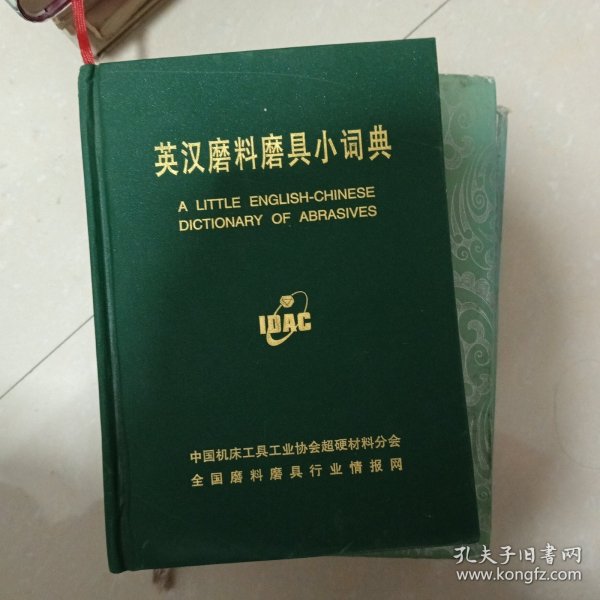 英汉磨料磨具小词典
A LITTLE ENGLISH-CHINESE
DICTIONARY OF ABRASIVES
IDAC
中国机床工具工业协会超硬材料分会
全国磨料磨具行业情报网
孔夫子旧书网
www.kongfz.com